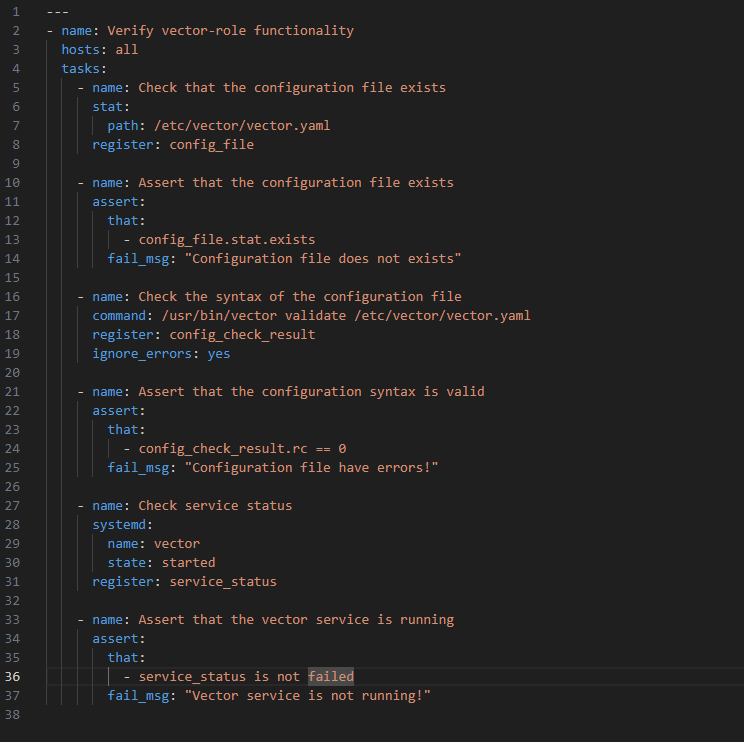 1 ---
2 - name: Verify vector-role functionality
3   hosts: all
4   tasks:
5     - name: Check that the configuration file exists
6       stat:
7         path: /etc/vector/vector.yaml
8       register: config_file
9
10     - name: Assert that the configuration file exists
11       assert:
12         that:
13           - config_file.stat.exists
14         fail_msg: "Configuration file does not exists"
15
16     - name: Check the syntax of the configuration file
17       command: /usr/bin/vector validate /etc/vector/vector.yaml
18       register: config_check_result
19       ignore_errors: yes
20
21     - name: Assert that the configuration syntax is valid
22       assert:
23         that:
24           - config_check_result.rc == 0
25         fail_msg: "Configuration file have errors!"
26
27     - name: Check service status
28       systemd:
29         name: vector
30         state: started
31       register: service_status
32
33     - name: Assert that the vector service is running
34       assert:
35         that:
36           - service_status is not failed
37         fail_msg: "Vector service is not running!"
38